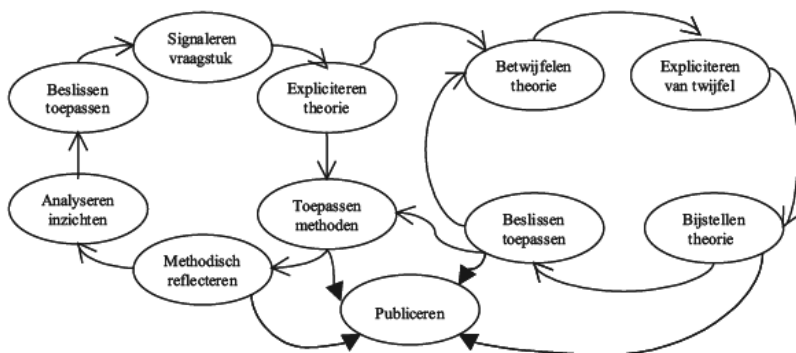 Signaleren
vraagstuk
Beslissen
toepassen
Expliciteren
theorie
Betwijfelen
theorie
Expliciteren
van twijfel
Analyseren
inzichten
Toepassen
methoden
Beslissen
toepassen
Bijstellen
theorie
Methodisch
reflecteren
Publiceren